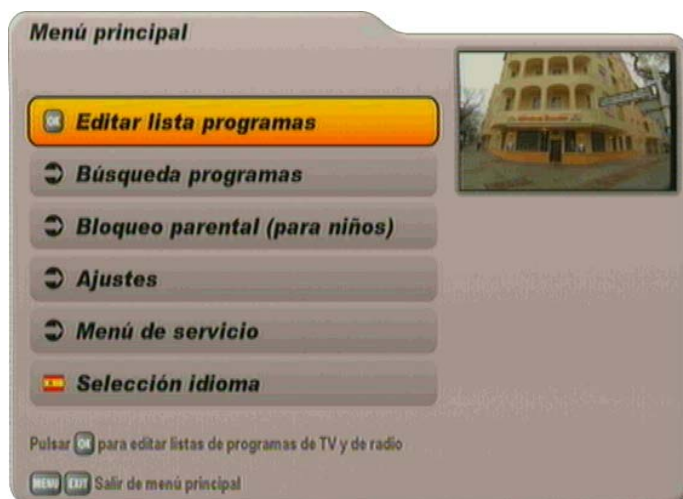 Menú principal
OK Editar lista programas
Búsqueda programas
Bloqueo parental (para niños)
Ajustes
Menú de servicio
Selección idioma
Pulsar OK para editar listas de programas de TV y de radio
MENU EXIT Salir de menú principal